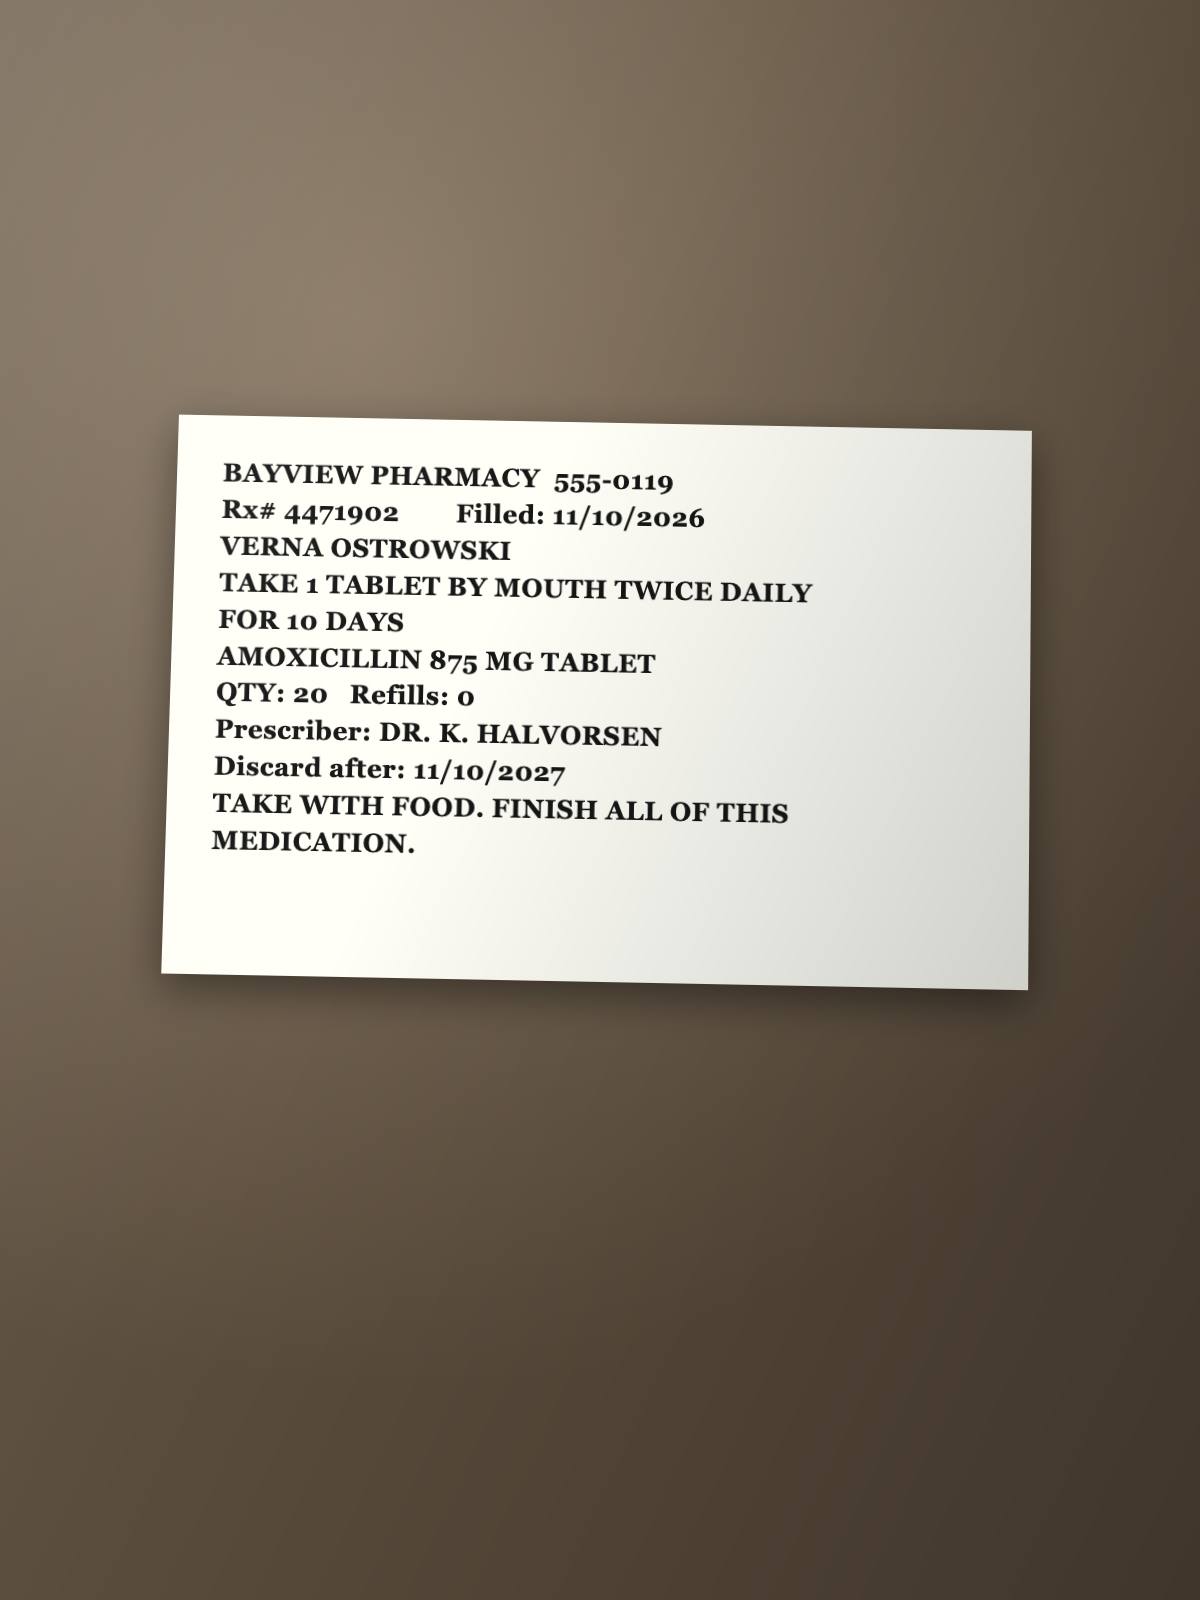 BAYVIEW PHARMACY 555-0119
Rx# 4471902 Filled: 11/10/2026
VERNA OSTROWSKI
TAKE 1 TABLET BY MOUTH TWICE DAILY
FOR 10 DAYS
AMOXICILLIN 875 MG TABLET
QTY: 20 Refills: 0
Prescriber: DR. K. HALVORSEN
Discard after: 11/10/2027
TAKE WITH FOOD. FINISH ALL OF THIS
MEDICATION.